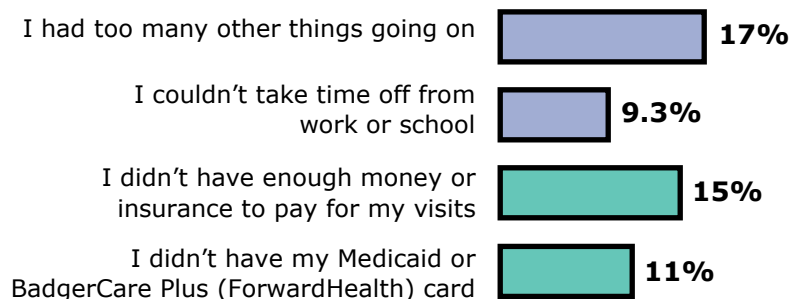 I had too many other things going on
17%
I couldn’t take time off from
work or school
9.3%
I didn’t have enough money or
insurance to pay for my visits
15%
I didn’t have my Medicaid or
BadgerCare Plus (ForwardHealth) card
11%